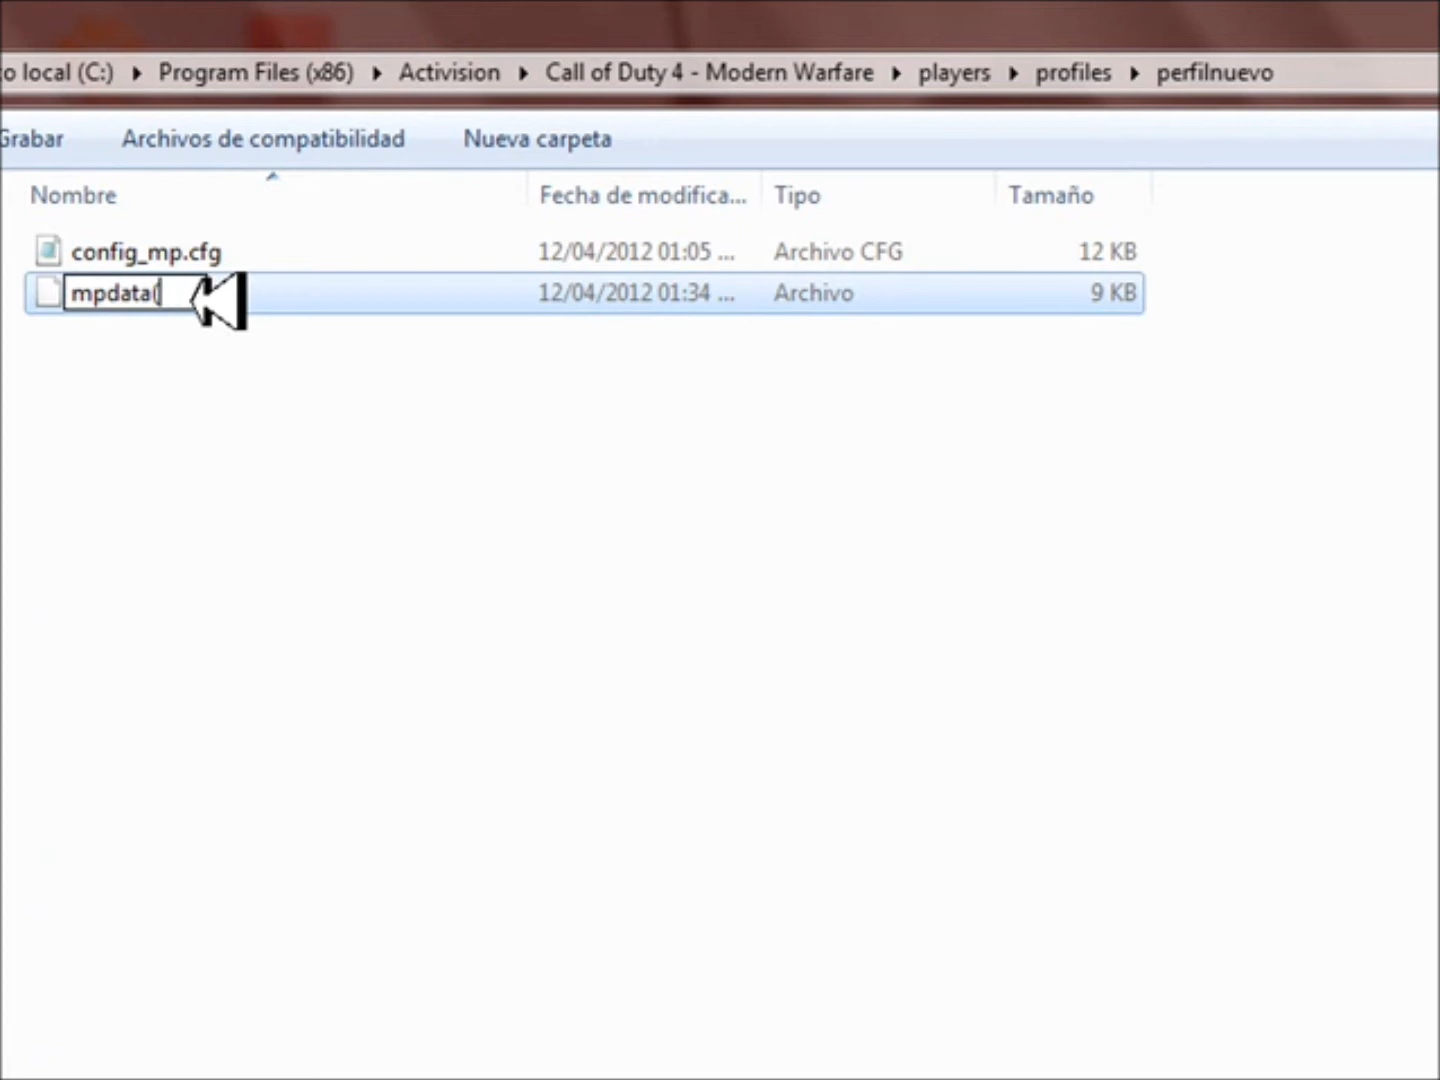 to local (C:) Program Files (x86) Activision Call of Duty 4 - Modern Warfare players profiles perfilnuevo
Grabar Archivos de compatibilidad Nueva carpeta
Nombre Fecha de modifica... Tipo Tamaño
config_mp.cfg 12/04/2012 01:05 ... Archivo CFG 12 KB
mpdata( 12/04/2012 01:34 ... Archivo 9 KB